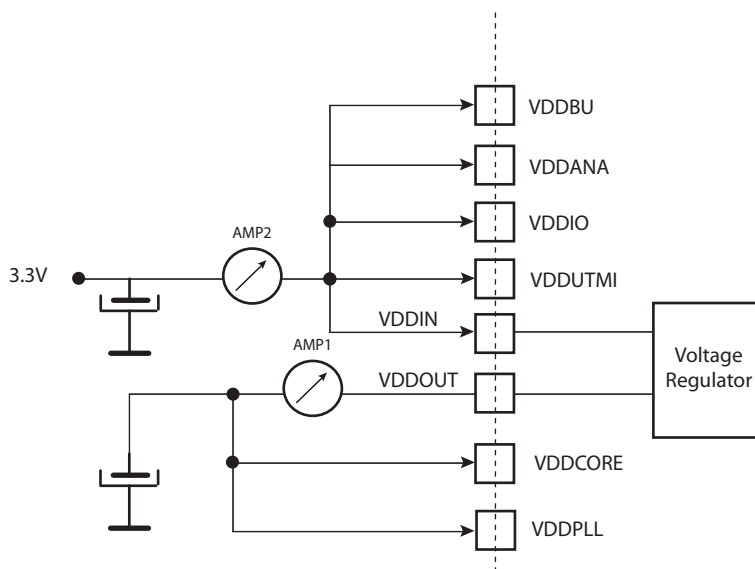 VDDBU
VDDANA
VDDIO
AMP2
3.3V
VDDUTMI
VDDIN
AMP1
Voltage
Regulator
VDDOUT
VDDCORE
VDDPLL